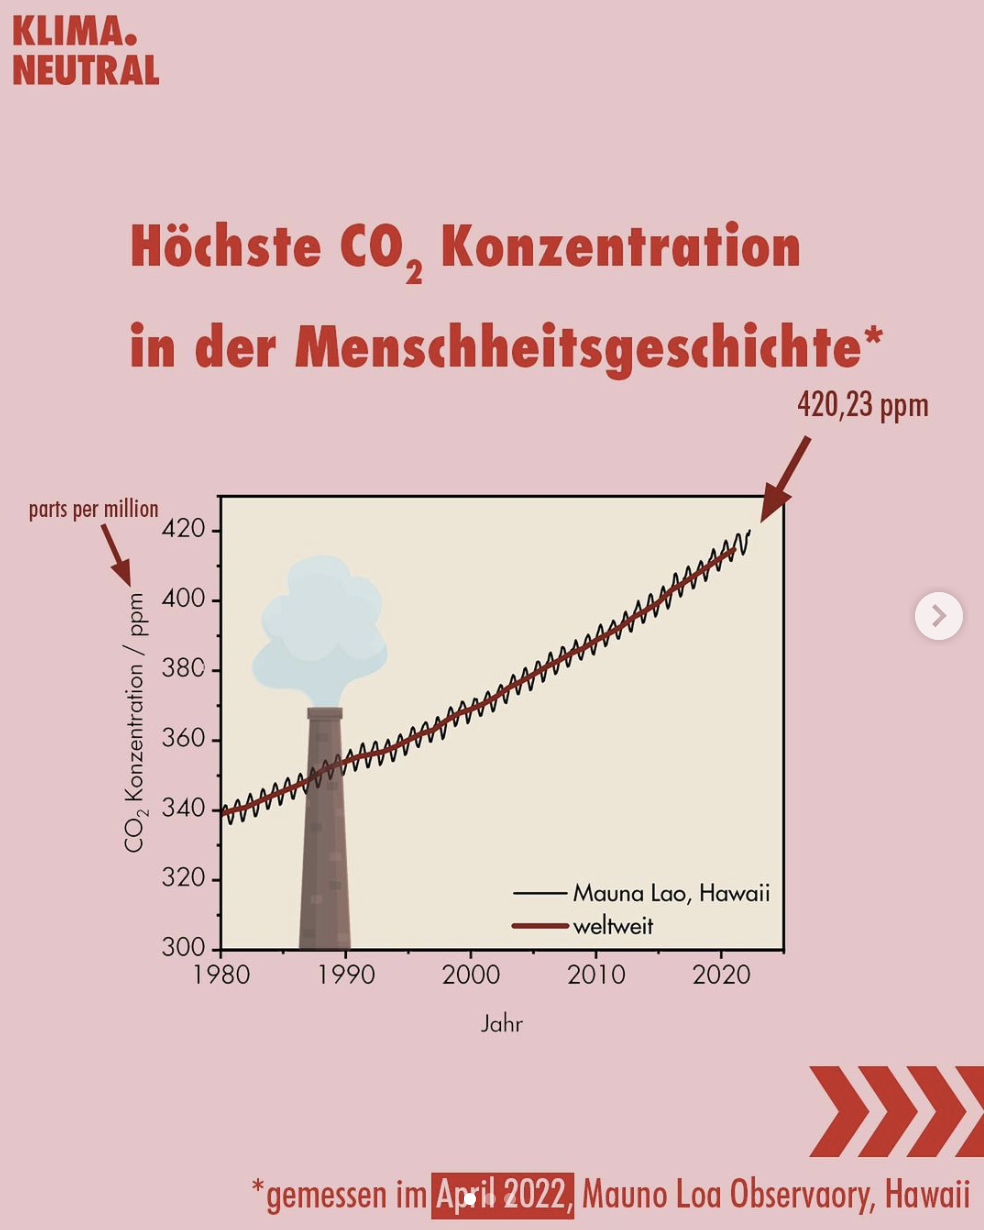 KLIMA.
NEUTRAL
Höchste CO₂ Konzentration
in der Menschheitsgeschichte*
420,23 ppm
parts per million
CO₂ Konzentration / ppm
420
400
380
360
340
320
300
Mauna Lao, Hawaii
weltweit
1980 1990 2000 2010 2020
Jahr
*gemessen im April 2022, Mauno Loa Observaory, Hawaii